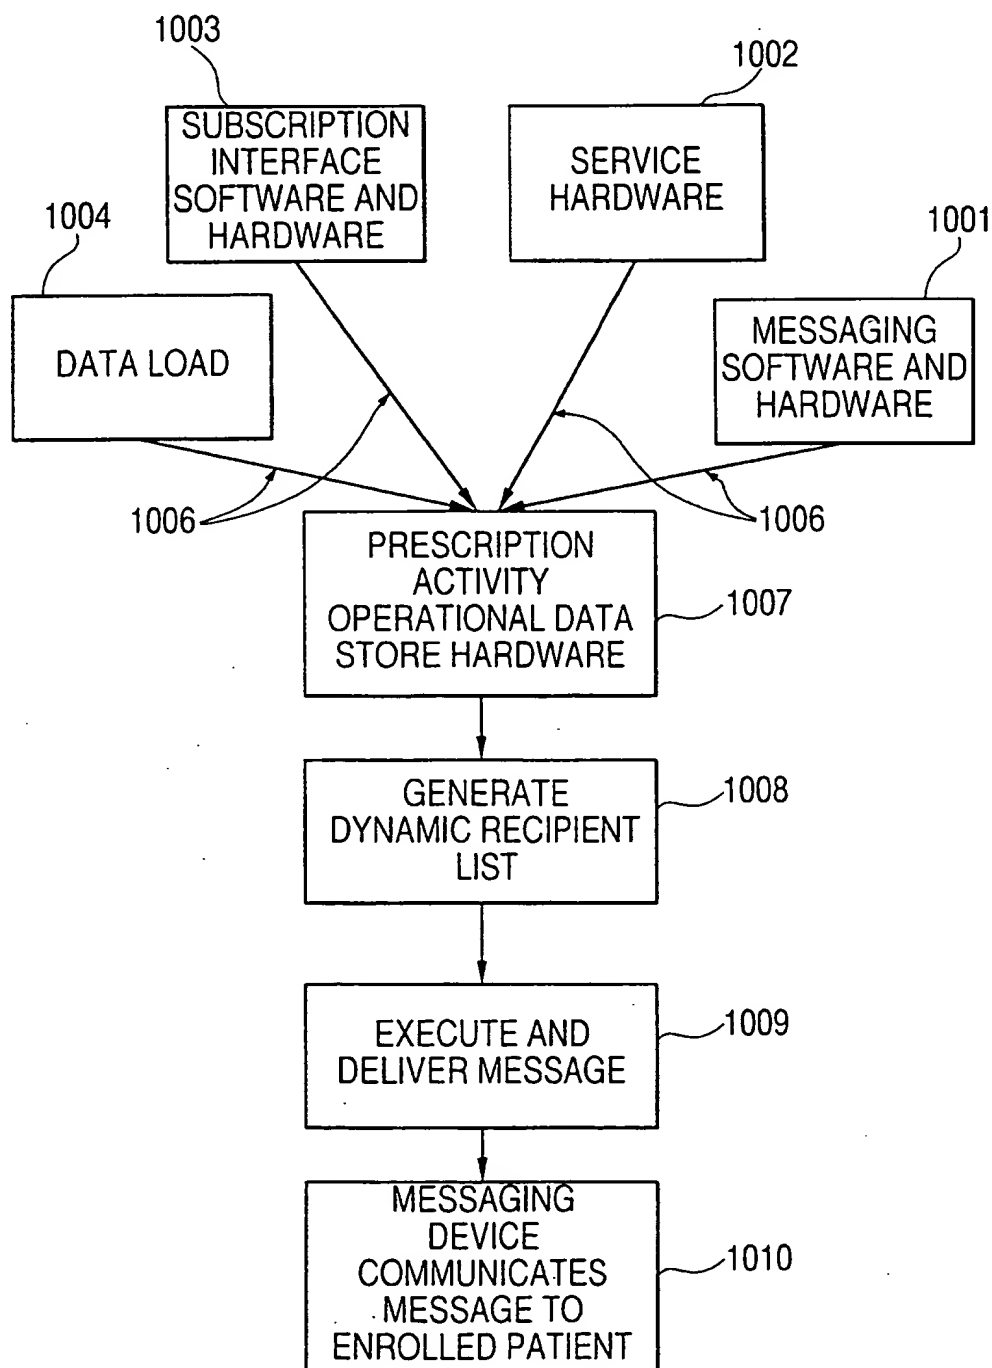 1003
1002
SUBSCRIPTION
INTERFACE
SOFTWARE AND
HARDWARE
SERVICE
HARDWARE
1004
1001
DATA LOAD
MESSAGING
SOFTWARE AND
HARDWARE
1006
1006
PRESCRIPTION
ACTIVITY
OPERATIONAL DATA
STORE HARDWARE
1007
GENERATE
DYNAMIC RECIPIENT
LIST
1008
EXECUTE AND
DELIVER MESSAGE
1009
MESSAGING
DEVICE
COMMUNICATES
MESSAGE TO
ENROLLED PATIENT
1010